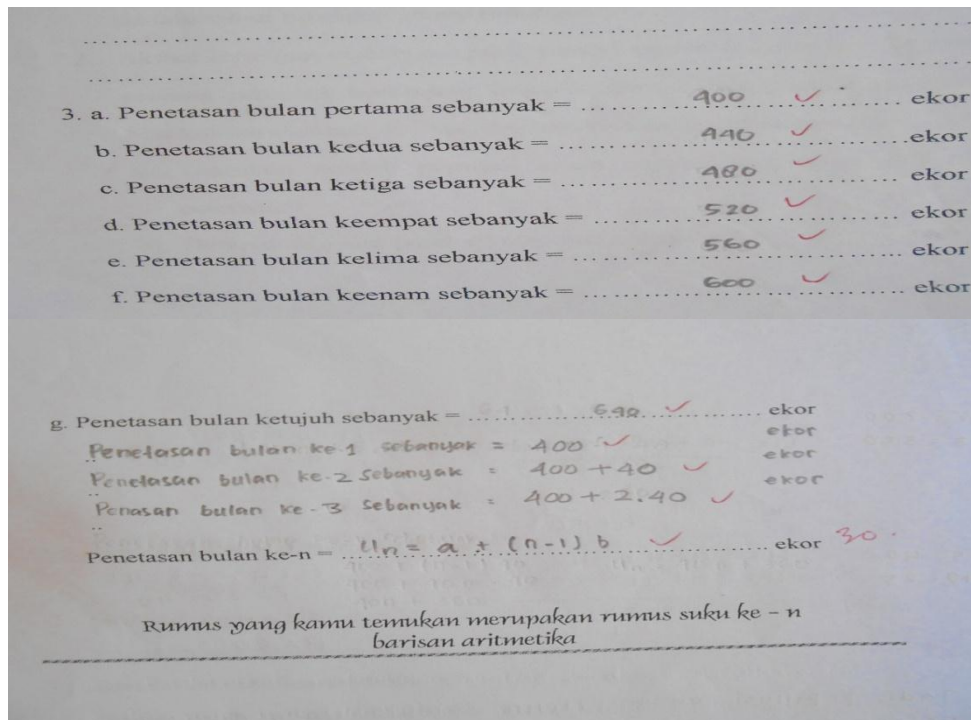 3. a. Penetasan bulan pertama sebanyak = ......400...... ekor
b. Penetasan bulan kedua sebanyak = ......440...... ekor
c. Penetasan bulan ketiga sebanyak = ......480...... ekor
d. Penetasan bulan keempat sebanyak = ......520...... ekor
e. Penetasan bulan kelima sebanyak = ......560...... ekor
f. Penetasan bulan keenam sebanyak = ......600...... ekor
g. Penetasan bulan ketujuh sebanyak = ......640...... ekor
Penetasan bulan ke 1 sebanyak = 400 ekor
Penetasan bulan ke-2 sebanyak = 400 + 40 ekor
Penasan bulan ke-3 sebanyak = 400 + 2.40 ekor
Penetasan bulan ke-n = Un = a + (n-1) b ekor 30
Rumus yang kamu temukan merupakan rumus suku ke - n
barisan aritmetika